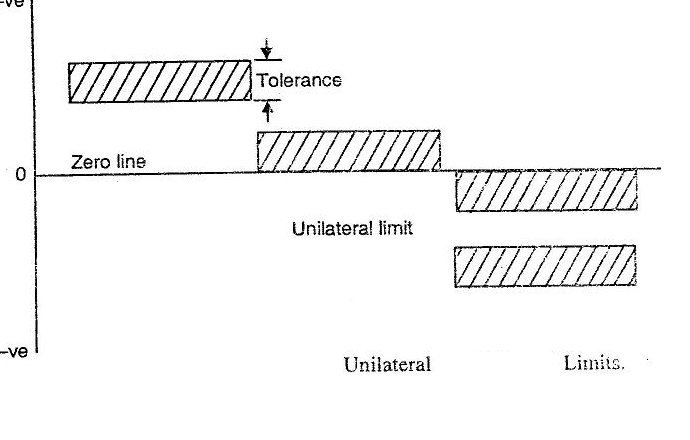 –ve
Tolerance
Zero line
0
Unilateral limit
–ve
Unilateral Limits.